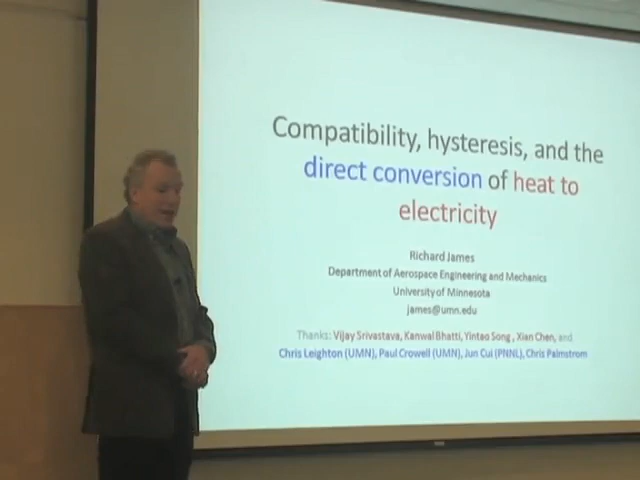 Compatibility, hysteresis, and the
direct conversion of heat to
electricity
Richard James
Department of Aerospace Engineering and Mechanics
University of Minnesota
james@umn.edu
Thanks: Vijay Srivastava, Kanwal Bhatti, Yintao Song , Xian Chen, and
Chris Leighton (UMN), Paul Crowell (UMN), Jun Cui (PNNL), Chris Palmstrom